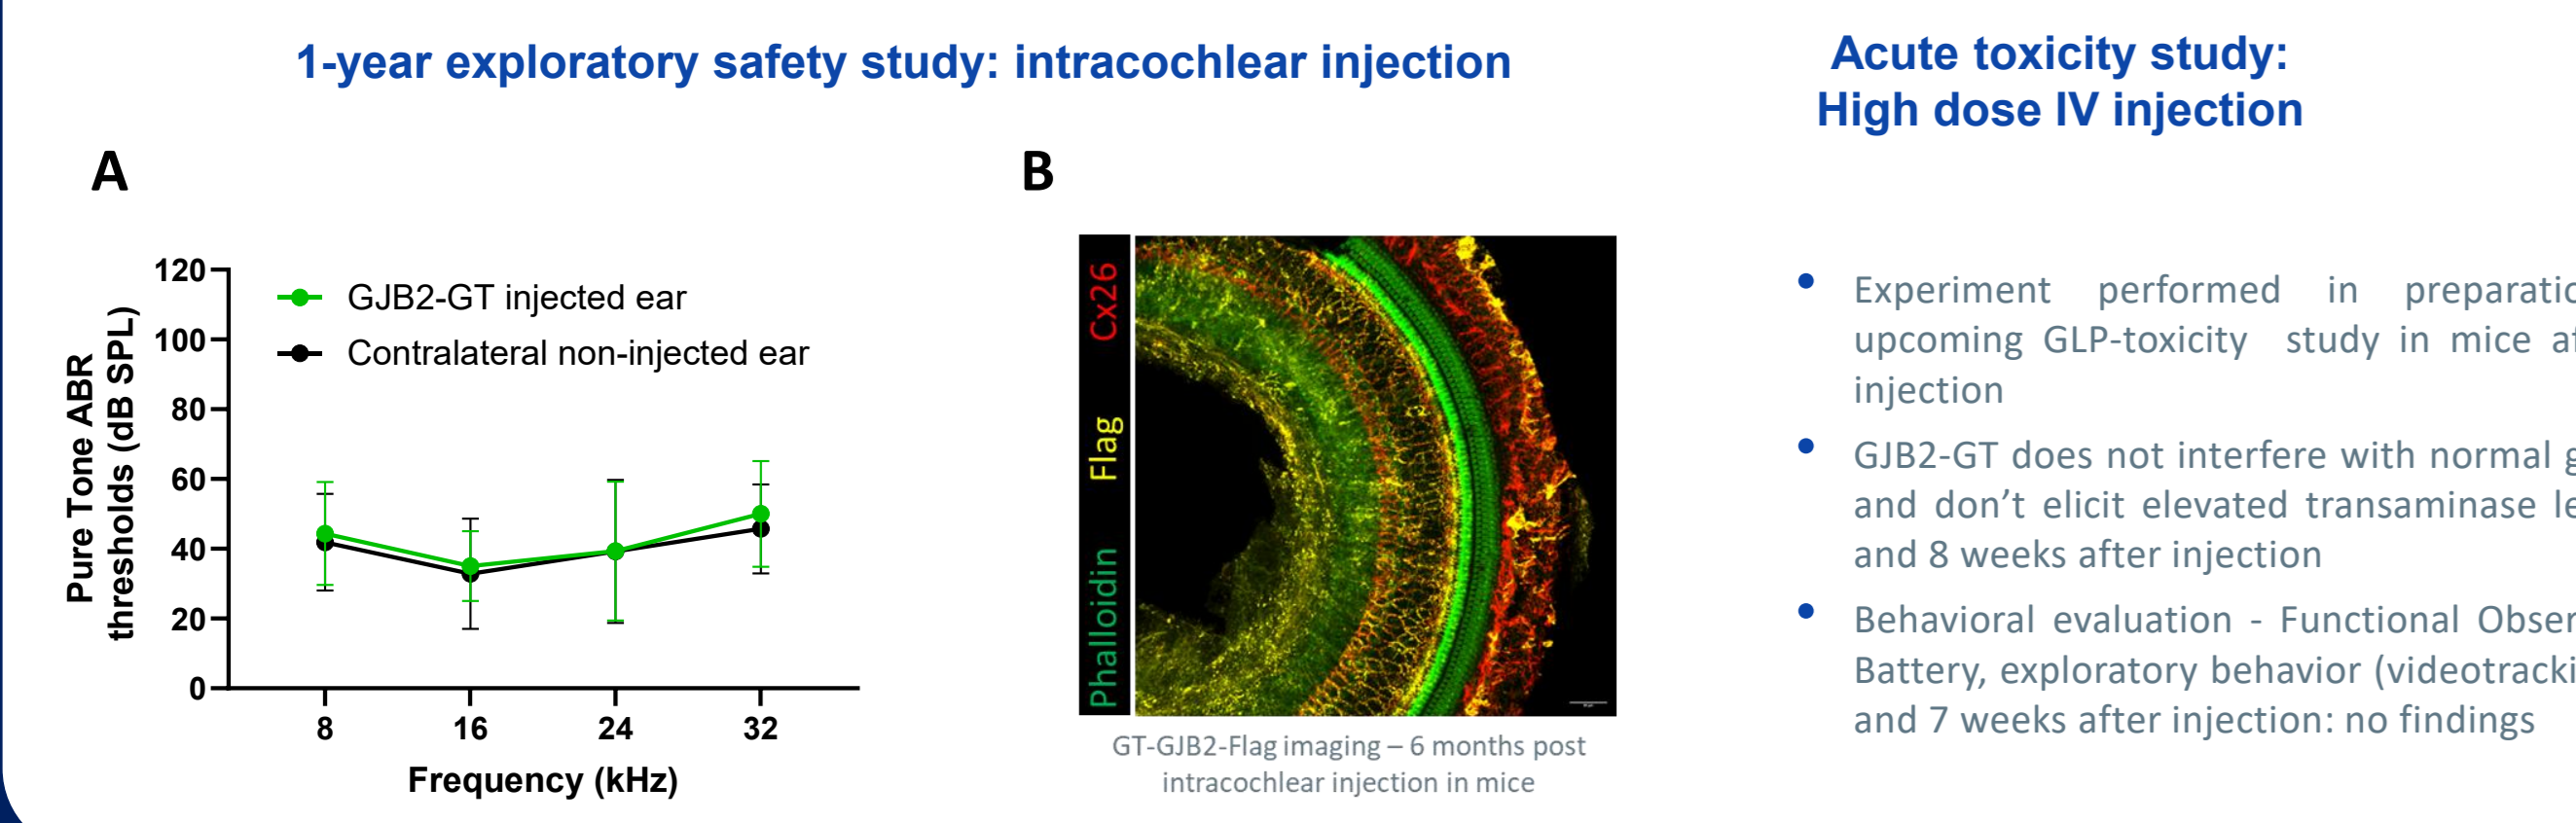 1-year exploratory safety study: intracochlear injection
A
120
100
80
60
40
20
0
Pure Tone ABR
thresholds (dB SPL)
GJB2-GT injected ear
Contralateral non-injected ear
8 16 24 32
Frequency (kHz)
B
Phalloidin Flag Cx26
GT-GJB2-Flag imaging – 6 months post
intracochlear injection in mice
Acute toxicity study:
High dose IV injection
• Experiment performed in
upcoming GLP-toxicity study in mice
injection
• GJB2-GT does not interfere with normal
and don’t elicit elevated transaminase
and 8 weeks after injection
• Behavioral evaluation - Functional
Battery, exploratory behavior
and 7 weeks after injection: no findings